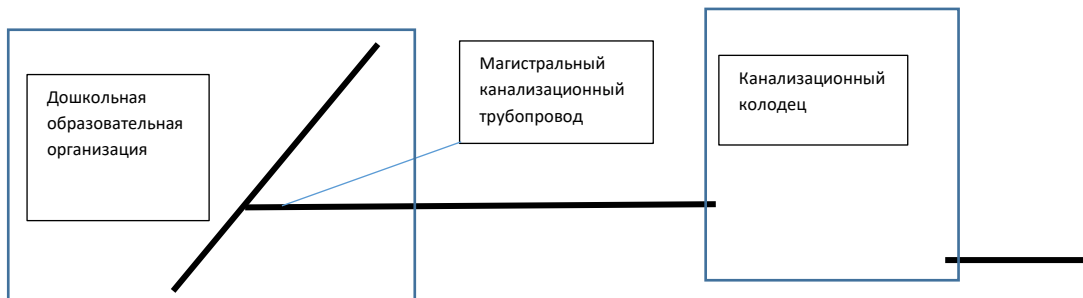 Дошкольная
образовательная
организация
Магистральный
канализационный
трубопровод
Канализационный
колодец